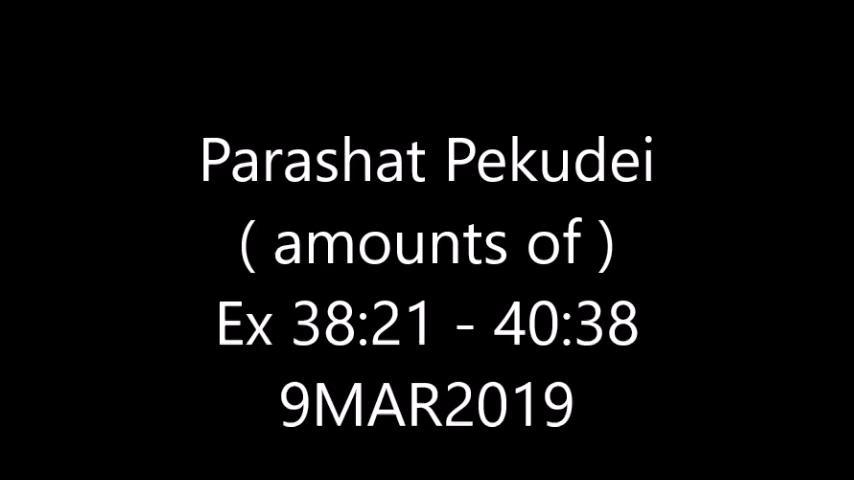 Parashat Pekudei
( amounts of )
Ex 38:21 - 40:38
9MAR2019